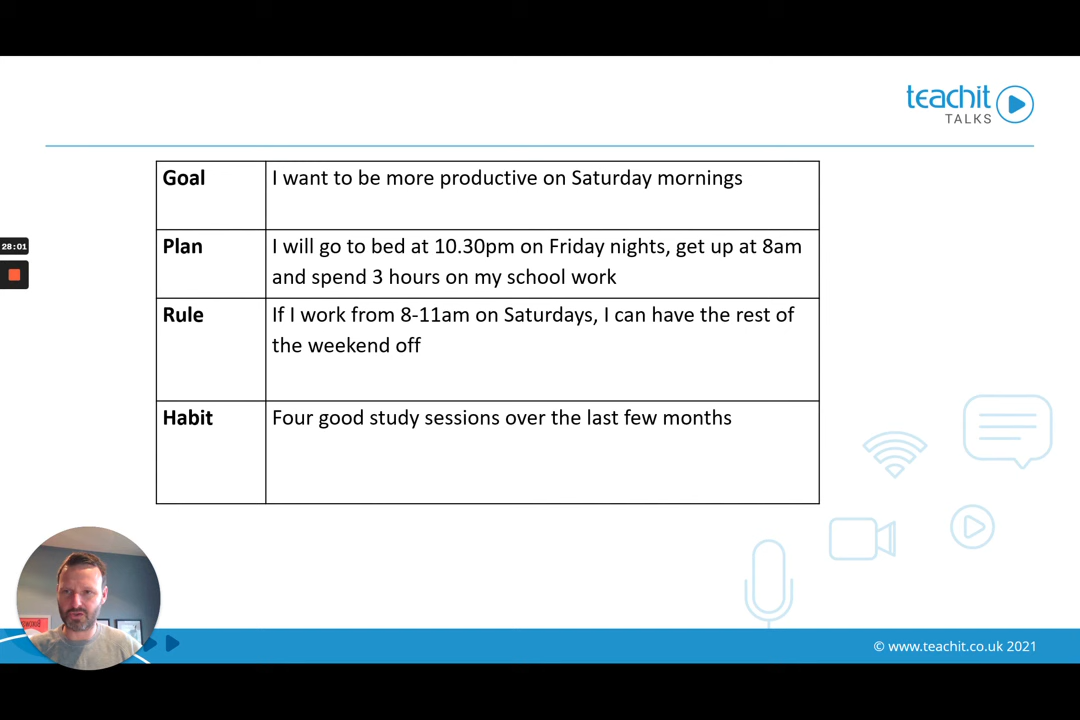 teachit
TALKS
Goal
I want to be more productive on Saturday mornings
28:01
Plan
I will go to bed at 10.30pm on Friday nights, get up at 8am
and spend 3 hours on my school work
Rule
If I work from 8-11am on Saturdays, I can have the rest of
the weekend off
Habit
Four good study sessions over the last few months
© www.teachit.co.uk 2021